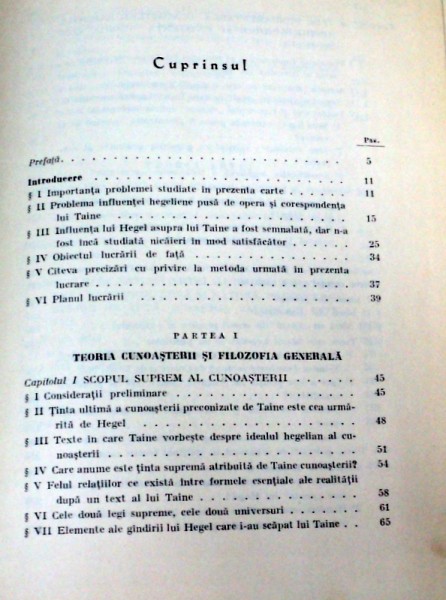 Cuprinsul
Pag.
Prefață. . . . . . . . . . . . . . . . . . . . . 5
Introducere . . . . . . . . . . . . . . . . . . . 11
§ I Importanța problemei studiate în prezenta carte . . . . . . 11
§ II Problema influenței hegeliene pusă de opera și corespondența
lui Taine . . . . . . . . . . . . . . . . . . 15
§ III Influența lui Hegel asupra lui Taine a fost semnalată, dar n-a
fost încă studiată nicăieri în mod satisfăcător . . . . . . 25
§ IV Obiectul lucrării de față . . . . . . . . . . . . . 34
§ V Cîteva precizări cu privire la metoda urmată în prezenta
lucrare . . . . . . . . . . . . . . . . . . . 37
§ VI Planul lucrării . . . . . . . . . . . . . . . . 39
PARTEA I
TEORIA CUNOAȘTERII ȘI FILOZOFIA GENERALĂ
Capitolul I SCOPUL SUPREM AL CUNOAȘTERII . . . . . . 45
§ I Considerații preliminare . . . . . . . . . . . . . 45
§ II Ținta ultimă a cunoașterii preconizate de Taine este cea urmă-
rită de Hegel . . . . . . . . . . . . . . . . 48
§ III Texte în care Taine vorbește despre idealul hegelian al cu-
noașterii . . . . . . . . . . . . . . . . . . 51
§ IV Care anume este ținta supremă atribuită de Taine cunoașterii? 54
§ V Felul relațiilor ce există între formele esențiale ale realității
după un text al lui Taine . . . . . . . . . . . . 58
§ VI Cele două legi supreme, cele două universuri . . . . . . 61
§ VII Elemente ale gîndirii lui Hegel care i-au scăpat lui Taine . . 65